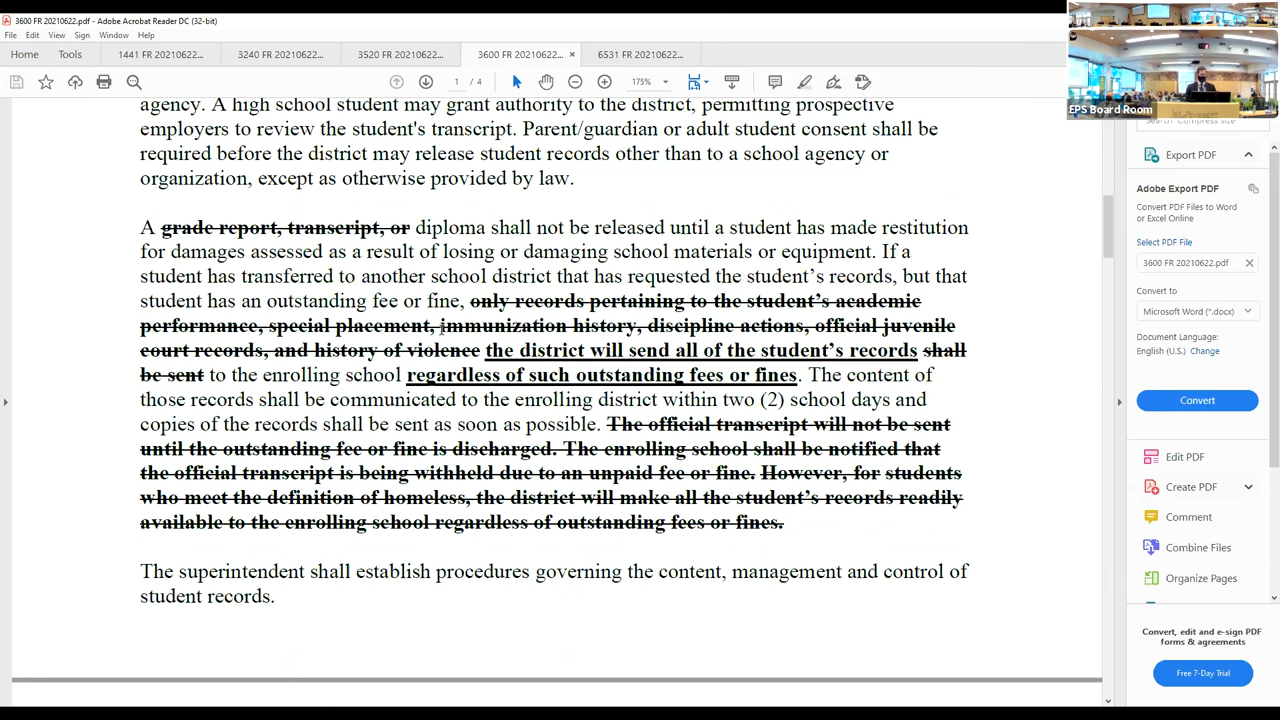 3600 FR 20210622.pdf - Adobe Acrobat Reader DC (32-bit)
File Edit View Sign Window Help
Home Tools 1441 FR 20210622... 3240 FR 20210622... 3520 FR 202106622... 3600 FR 2021062... × 6531 FR 20210622...
1 / 4 175%
agency. A high school student may grant authority to the district, permitting prospective
employers to review the student's transcript. Parent/guardian or adult student consent shall be
required before the district may release student records other than to a school agency or
organization, except as otherwise provided by law.
A grade report, transcript, or diploma shall not be released until a student has made restitution
for damages assessed as a result of losing or damaging school materials or equipment. If a
student has transferred to another school district that has requested the student's records, but that
student has an outstanding fee or fine, only records pertaining to the student's academic
performance, special placement, immunization history, discipline actions, official juvenile
court records, and history of violence the district will send all of the student's records shall
be sent to the enrolling school regardless of such outstanding fees or fines. The content of
those records shall be communicated to the enrolling district within two (2) school days and
copies of the records shall be sent as soon as possible. The official transcript will not be sent
until the outstanding fee or fine is discharged. The enrolling school shall be notified that
the official transcript is being withheld due to an unpaid fee or fine. However, for students
who meet the definition of homeless, the district will make all the student's records readily
available to the enrolling school regardless of outstanding fees or fines.
The superintendent shall establish procedures governing the content, management and control of
student records.
EPS Board Room
Export PDF
Adobe Export PDF
Convert PDF Files to Word
or Excel Online
Select PDF File
3600 FR 20210622.pdf
Convert to
Microsoft Word (*.docx)
Document Language:
English (U.S.) Change
Convert
Edit PDF
Create PDF
Comment
Combine Files
Organize Pages
Convert, edit and e-sign PDF
forms & agreements
Free 7-Day Trial